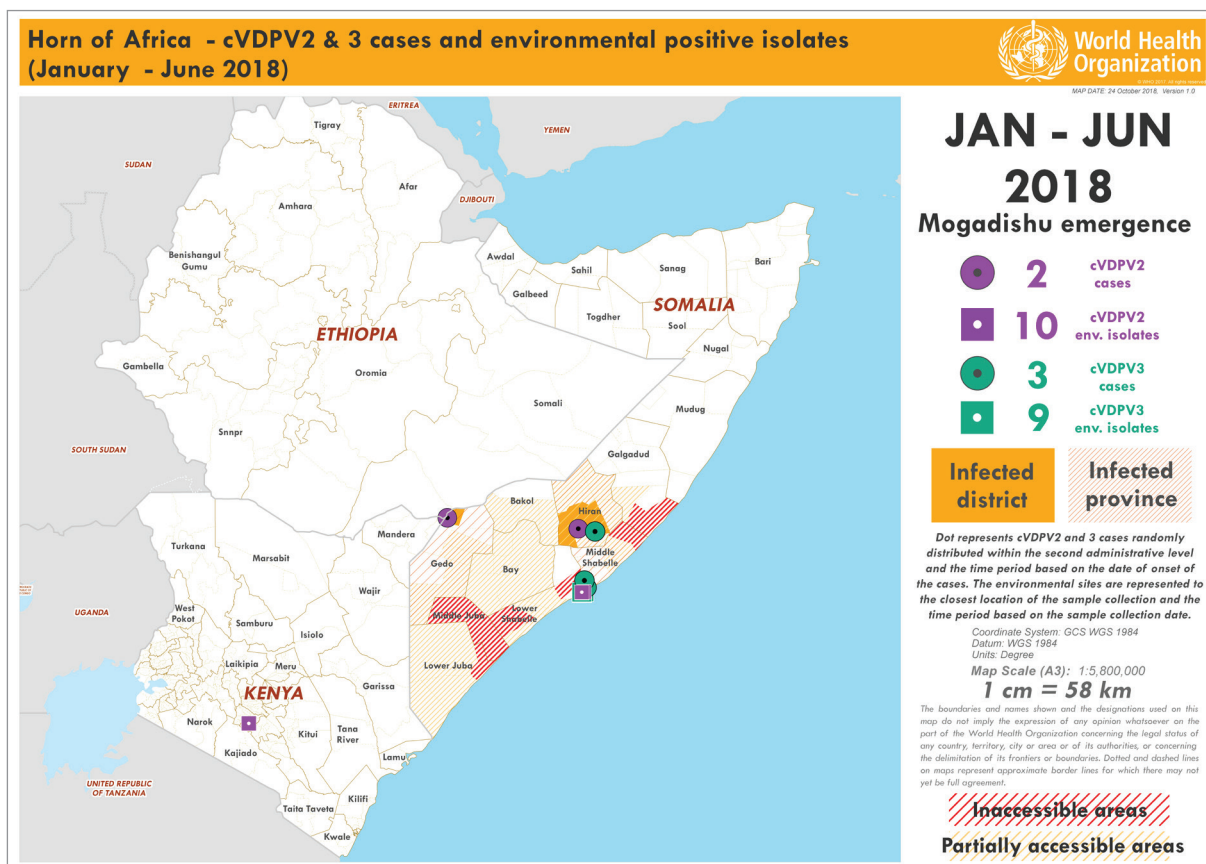 Horn of Africa - cVDPV2 & 3 cases and environmental positive isolates
(January - June 2018)
World Health
Organization
© WHO 2017. All rights reserved
MAP DATE: 24 October 2018, Version 1.0
ERITREA
Tigray
YEMEN
SUDAN
Afar
DJIBOUTI
Amhara
Benishangul
Gumu
Awdal
Sahil
Sanag
Bari
Galbeed
SOMALIA
Togdher
Sool
ETHIOPIA
Nugal
Gambella
Oromia
Somali
Mudug
Snnpr
SOUTH SUDAN
Galgadud
Bakol
Hiran
Mandera
Turkana
Marsabit
Middle
Shabelle
Gedo
Bay
Wajir
UGANDA
West
Pokot
Samburu
Isiolo
Middle Juba
Lower
Shabelle
Laikipia
Meru
Lower Juba
KENYA
Garissa
Narok
Kitui
Tana
River
Kajiado
Lamu
UNITED REPUBLIC
OF TANZANIA
Kilifi
Taita Taveta
Kwale
JAN - JUN
2018
Mogadishu emergence
2 cVDPV2
cases
10 cVDPV2
env. isolates
3 cVDPV3
cases
9 cVDPV3
env. isolates
Infected
district
Infected
province
Dot represents cVDPV2 and 3 cases randomly
distributed within the second administrative level
and the time period based on the date of onset of
the cases. The environmental sites are represented to
the closest location of the sample collection and the
time period based on the sample collection date.
Coordinate System: GCS WGS 1984
Datum: WGS 1984
Units: Degree
Map Scale (A3): 1:5,800,000
1 cm = 58 km
The boundaries and names shown and the designations used on this
map do not imply the expression of any opinion whatsoever on the
part of the World Health Organization concerning the legal status of
any country, territory, city or area or of its authorities, or concerning
the delimitation of its frontiers or boundaries. Dotted and dashed lines
on maps represent approximate border lines for which there may not
yet be full agreement.
Inaccessible areas
Partially accessible areas